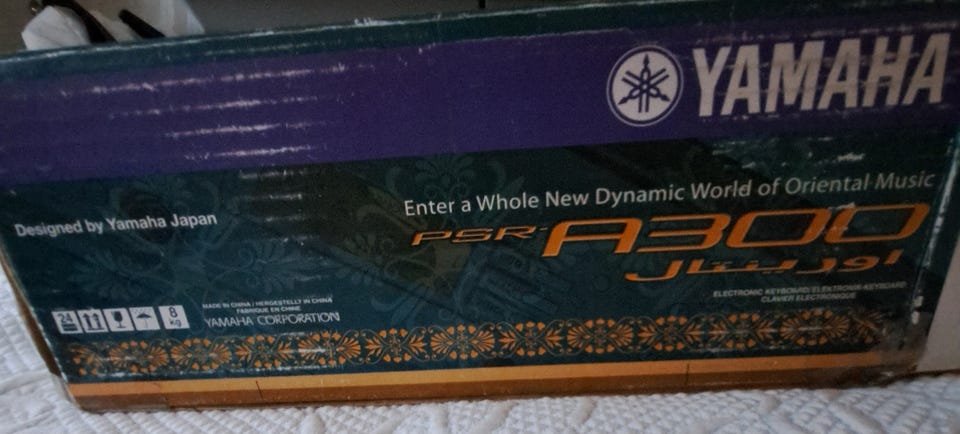 YAMAHA
Enter a Whole New Dynamic World of Oriental Music
Designed by Yamaha Japan
PSR-A300
اورينتال
ELECTRONIC KEYBOARD/ELEKTRONIK-KEYBOARD
CLAVIER ELECTRONIQUE
24
8
kg
MADE IN CHINA / HERGESTELLT IN CHINA
FABRIQUE EN CHINE
YAMAHA CORPORATION